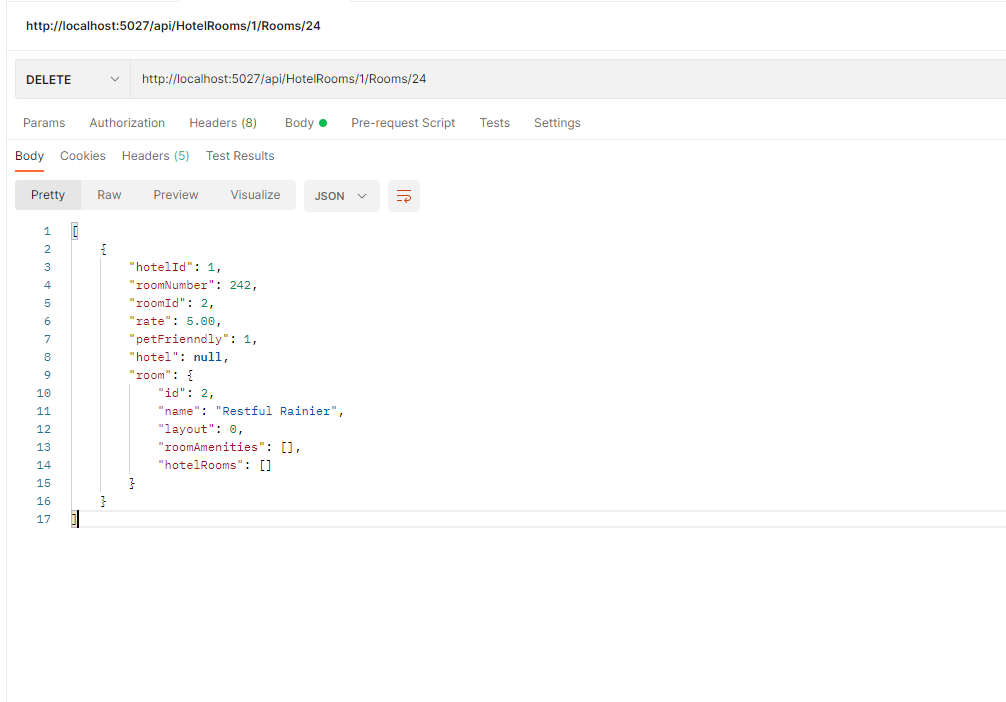 http://localhost:5027/api/HotelRooms/1/Rooms/24
DELETE http://localhost:5027/api/HotelRooms/1/Rooms/24
Params Authorization Headers (8) Body Pre-request Script Tests Settings
Body Cookies Headers (5) Test Results
Pretty Raw Preview Visualize JSON
1 [
2 {
3 "hotelId": 1,
4 "roomNumber": 242,
5 "roomId": 2,
6 "rate": 5.00,
7 "petFrienndly": 1,
8 "hotel": null,
9 "room": {
10 "id": 2,
11 "name": "Restful Rainier",
12 "layout": 0,
13 "roomAmenities": [],
14 "hotelRooms": []
15 }
16 }
17 ]